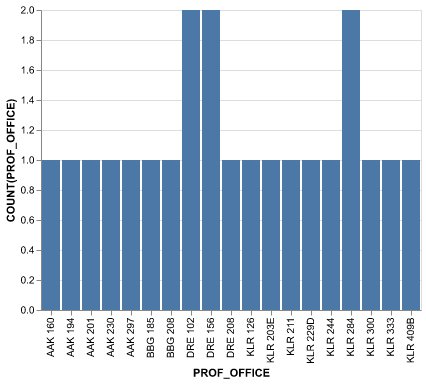 2.0
1.8
1.6
1.4
1.2
1.0
0.8
0.6
0.4
0.2
0.0
COUNT(PROF_OFFICE)
AAK 160
AAK 194
AAK 201
AAK 230
AAK 297
BBG 185
BBG 208
DRE 102
DRE 156
DRE 208
KLR 126
KLR 203E
KLR 211
KLR 229D
KLR 244
KLR 284
KLR 300
KLR 333
KLR 409B
PROF_OFFICE